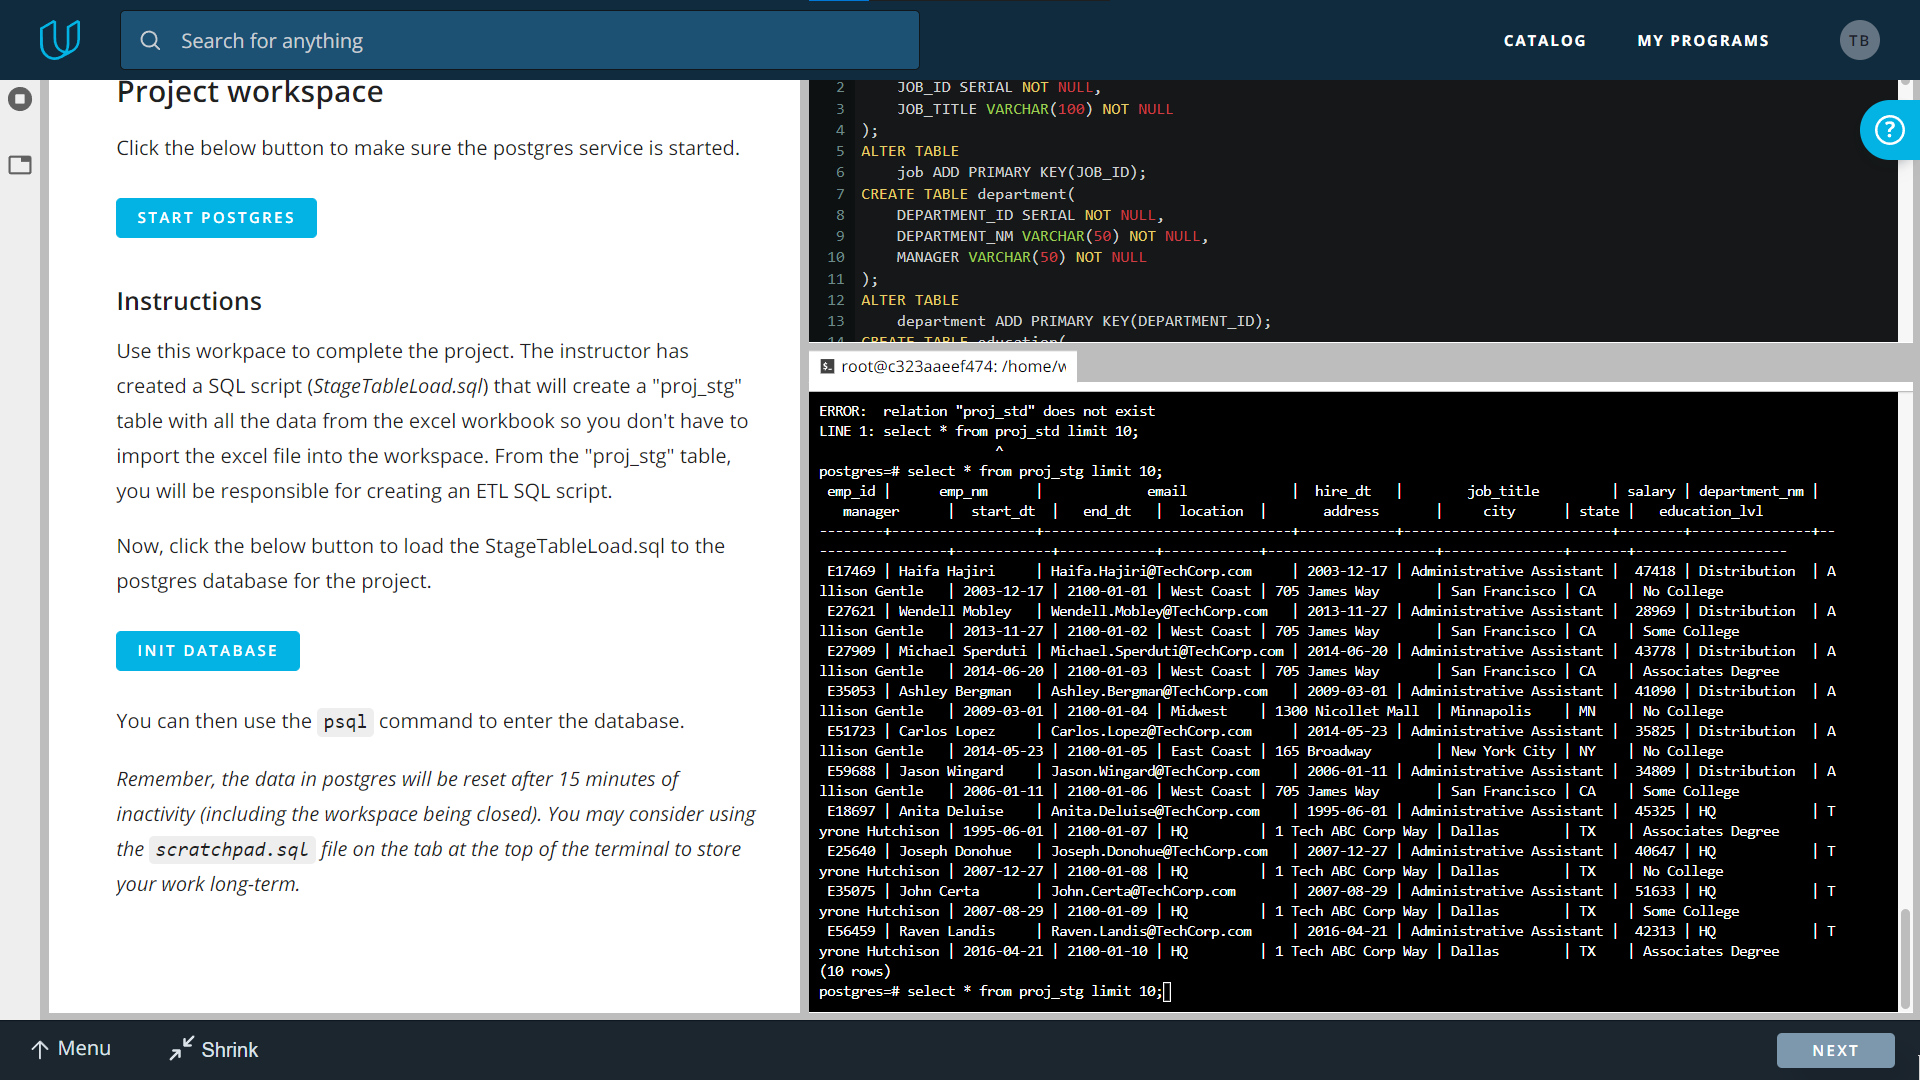 Search for anything
CATALOG
MY PROGRAMS
TB
Project workspace
Click the below button to make sure the postgres service is started.
START POSTGRES
Instructions
Use this workpace to complete the project. The instructor has
created a SQL script (StageTableLoad.sql) that will create a "proj_stg"
table with all the data from the excel workbook so you don't have to
import the excel file into the workspace. From the "proj_stg" table,
you will be responsible for creating an ETL SQL script.
Now, click the below button to load the StageTableLoad.sql to the
postgres database for the project.
INIT DATABASE
You can then use the psql command to enter the database.
Remember, the data in postgres will be reset after 15 minutes of
inactivity (including the workspace being closed). You may consider using
the scratchpad.sql file on the tab at the top of the terminal to store
your work long-term.
2 JOB_ID SERIAL NOT NULL,
3 JOB_TITLE VARCHAR(100) NOT NULL
4 );
5 ALTER TABLE
6 job ADD PRIMARY KEY(JOB_ID);
7 CREATE TABLE department(
8 DEPARTMENT_ID SERIAL NOT NULL,
9 DEPARTMENT_NM VARCHAR(50) NOT NULL,
10 MANAGER VARCHAR(50) NOT NULL
11 );
12 ALTER TABLE
13 department ADD PRIMARY KEY(DEPARTMENT_ID);
14 CREATE TABLE education(
?
$_ root@c323aaeef474: /home/w
ERROR:  relation "proj_std" does not exist
LINE 1: select * from proj_std limit 10;
^
postgres=# select * from proj_stg limit 10;
emp_id | emp_nm | email | hire_dt | job_title | salary | department_nm |
manager | start_dt | end_dt | location | address | city | state | education_lvl
--------+------------------+-------------------------------+------------+--------------------------+--------+---------------+--
----------------+------------+------------+------------+---------------------+---------------+-------+-------------------
E17469 | Haifa Hajiri | Haifa.Hajiri@TechCorp.com | 2003-12-17 | Administrative Assistant | 47418 | Distribution | A
llison Gentle | 2003-12-17 | 2100-01-01 | West Coast | 705 James Way | San Francisco | CA | No College
E27621 | Wendell Mobley | Wendell.Mobley@TechCorp.com | 2013-11-27 | Administrative Assistant | 28969 | Distribution | A
llison Gentle | 2013-11-27 | 2100-01-02 | West Coast | 705 James Way | San Francisco | CA | Some College
E27909 | Michael Sperduti | Michael.Sperduti@TechCorp.com | 2014-06-20 | Administrative Assistant | 43778 | Distribution | A
llison Gentle | 2014-06-20 | 2100-01-03 | West Coast | 705 James Way | San Francisco | CA | Associates Degree
E35053 | Ashley Bergman | Ashley.Bergman@TechCorp.com | 2009-03-01 | Administrative Assistant | 41090 | Distribution | A
llison Gentle | 2009-03-01 | 2100-01-04 | Midwest | 1300 Nicollet Mall | Minnapolis | MN | No College
E51723 | Carlos Lopez | Carlos.Lopez@TechCorp.com | 2014-05-23 | Administrative Assistant | 35825 | Distribution | A
llison Gentle | 2014-05-23 | 2100-01-05 | East Coast | 165 Broadway | New York City | NY | No College
E59688 | Jason Wingard | Jason.Wingard@TechCorp.com | 2006-01-11 | Administrative Assistant | 34809 | Distribution | A
llison Gentle | 2006-01-11 | 2100-01-06 | West Coast | 705 James Way | San Francisco | CA | Some College
E18697 | Anita Deluise | Anita.Deluise@TechCorp.com | 1995-06-01 | Administrative Assistant | 45325 | HQ | T
yrone Hutchison | 1995-06-01 | 2100-01-07 | HQ | 1 Tech ABC Corp Way | Dallas | TX | Associates Degree
E25640 | Joseph Donohue | Joseph.Donohue@TechCorp.com | 2007-12-27 | Administrative Assistant | 40647 | HQ | T
yrone Hutchison | 2007-12-27 | 2100-01-08 | HQ | 1 Tech ABC Corp Way | Dallas | TX | No College
E35075 | John Certa | John.Certa@TechCorp.com | 2007-08-29 | Administrative Assistant | 51633 | HQ | T
yrone Hutchison | 2007-08-29 | 2100-01-09 | HQ | 1 Tech ABC Corp Way | Dallas | TX | Some College
E56459 | Raven Landis | Raven.Landis@TechCorp.com | 2016-04-21 | Administrative Assistant | 42313 | HQ | T
yrone Hutchison | 2016-04-21 | 2100-01-10 | HQ | 1 Tech ABC Corp Way | Dallas | TX | Associates Degree
(10 rows)
postgres=# select * from proj_stg limit 10;
Menu
Shrink
NEXT